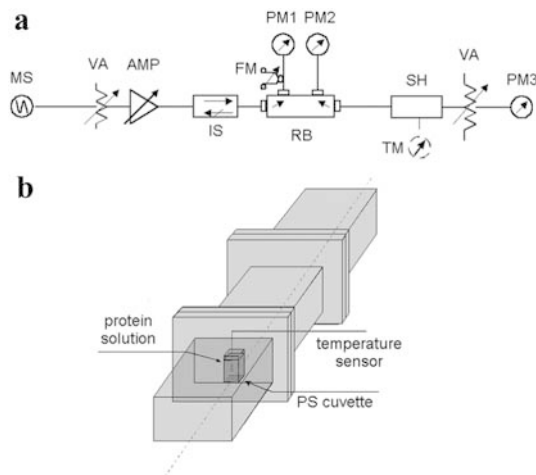 a
PM1 PM2
VA AMP FM VA
MS SH PM3
IS RB TM
b
protein
solution
temperature
sensor
PS cuvette